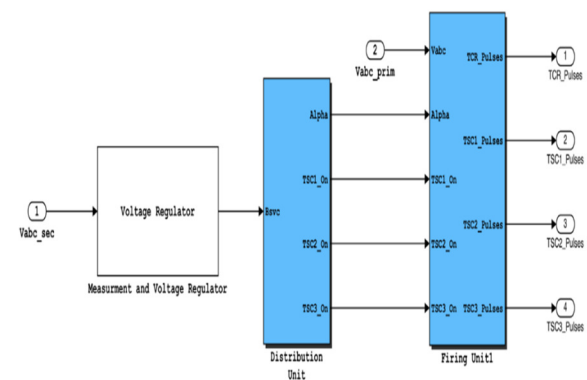 1
Vabc_sec
Voltage Regulator
Measurment and Voltage Regulator
Bsvc
Alpha
TSC1_On
TSC2_On
TSC3_On
Distribution
Unit
2
Vabc_prim
Vabc
Alpha
TSC1_On
TSC2_On
TSC3_On
TCR_Pulses
TSC1_Pulses
TSC2_Pulses
TSC3_Pulses
Firing Unit1
1
TCR_Pulses
2
TSC1_Pulses
3
TSC2_Pulses
4
TSC3_Pulses